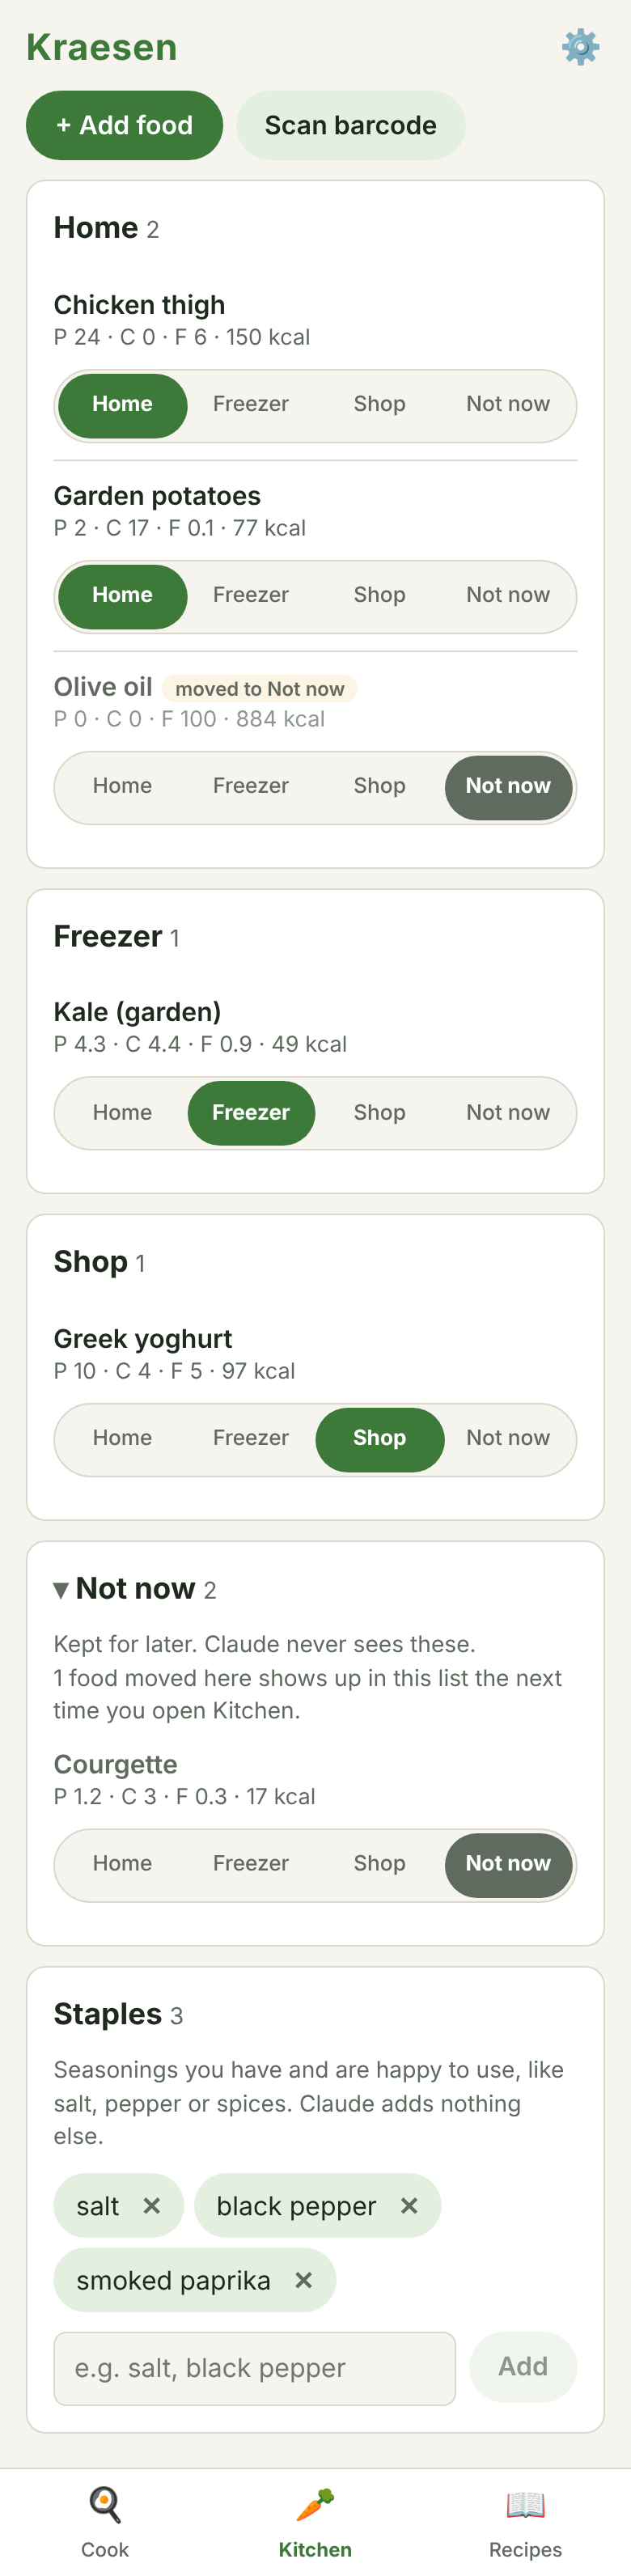 Kraesen
+ Add food
Scan barcode
Home 2
Chicken thigh
P 24 · C 0 · F 6 · 150 kcal
Home Freezer Shop Not now
Garden potatoes
P 2 · C 17 · F 0.1 · 77 kcal
Home Freezer Shop Not now
Olive oil moved to Not now
P 0 · C 0 · F 100 · 884 kcal
Home Freezer Shop Not now
Freezer 1
Kale (garden)
P 4.3 · C 4.4 · F 0.9 · 49 kcal
Home Freezer Shop Not now
Shop 1
Greek yoghurt
P 10 · C 4 · F 5 · 97 kcal
Home Freezer Shop Not now
▼ Not now 2
Kept for later. Claude never sees these.
1 food moved here shows up in this list the next
time you open Kitchen.
Courgette
P 1.2 · C 3 · F 0.3 · 17 kcal
Home Freezer Shop Not now
Staples 3
Seasonings you have and are happy to use, like
salt, pepper or spices. Claude adds nothing
else.
salt ✕ black pepper ✕
smoked paprika ✕
e.g. salt, black pepper Add
Cook Kitchen Recipes